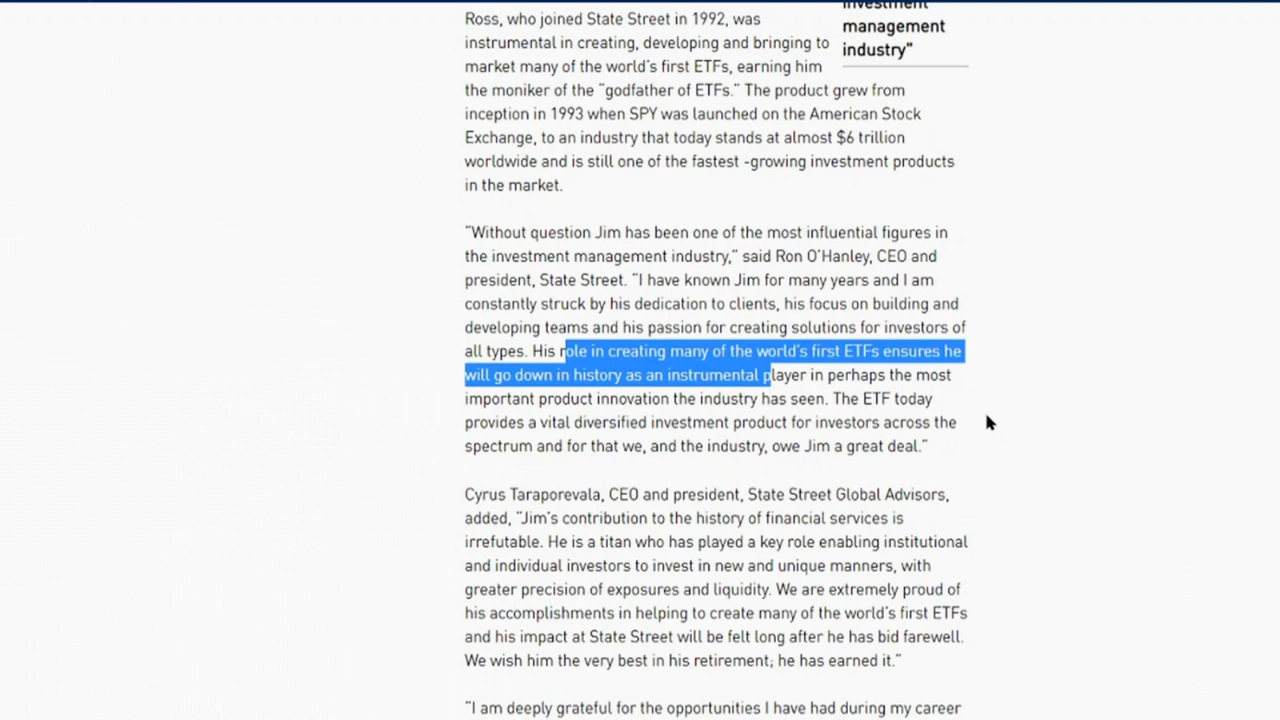 investment
management
industry"
Ross, who joined State Street in 1992, was
instrumental in creating, developing and bringing to
market many of the world's first ETFs, earning him
the moniker of the "godfather of ETFs." The product grew from
inception in 1993 when SPY was launched on the American Stock
Exchange, to an industry that today stands at almost $6 trillion
worldwide and is still one of the fastest -growing investment products
in the market.
"Without question Jim has been one of the most influential figures in
the investment management industry," said Ron O'Hanley, CEO and
president, State Street. "I have known Jim for many years and I am
constantly struck by his dedication to clients, his focus on building and
developing teams and his passion for creating solutions for investors of
all types. His role in creating many of the world's first ETFs ensures he
will go down in history as an instrumental player in perhaps the most
important product innovation the industry has seen. The ETF today
provides a vital diversified investment product for investors across the
spectrum and for that we, and the industry, owe Jim a great deal."
Cyrus Taraporevala, CEO and president, State Street Global Advisors,
added, "Jim's contribution to the history of financial services is
irrefutable. He is a titan who has played a key role enabling institutional
and individual investors to invest in new and unique manners, with
greater precision of exposures and liquidity. We are extremely proud of
his accomplishments in helping to create many of the world's first ETFs
and his impact at State Street will be felt long after he has bid farewell.
We wish him the very best in his retirement; he has earned it."
"I am deeply grateful for the opportunities I have had during my career